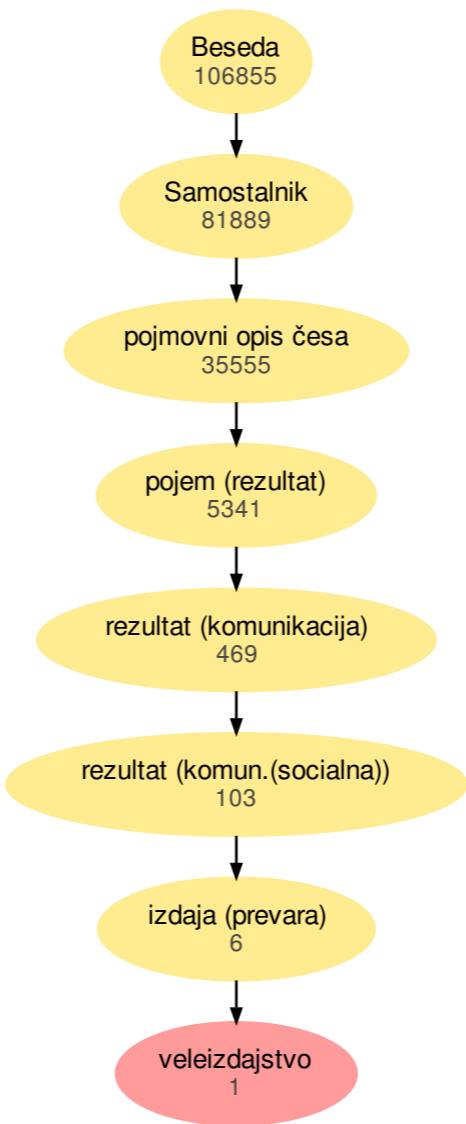 Beseda
106855
Samostalnik
81889
pojmovni opis česa
35555
pojem (rezultat)
5341
rezultat (komunikacija)
469
rezultat (komun.(socialna))
103
izdaja (prevara)
6
veleizdajstvo
1